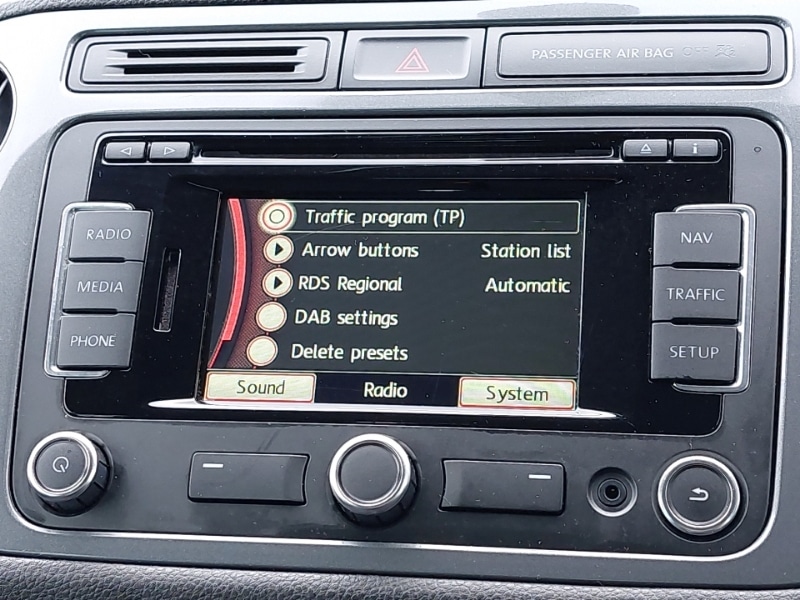 PASSENGER AIR BAG OFF
i
RADIO
MEDIA
PHONE
Traffic program (TP)
Arrow buttons Station list
RDS Regional Automatic
DAB settings
Delete presets
Sound Radio System
NAV
TRAFFIC
SETUP